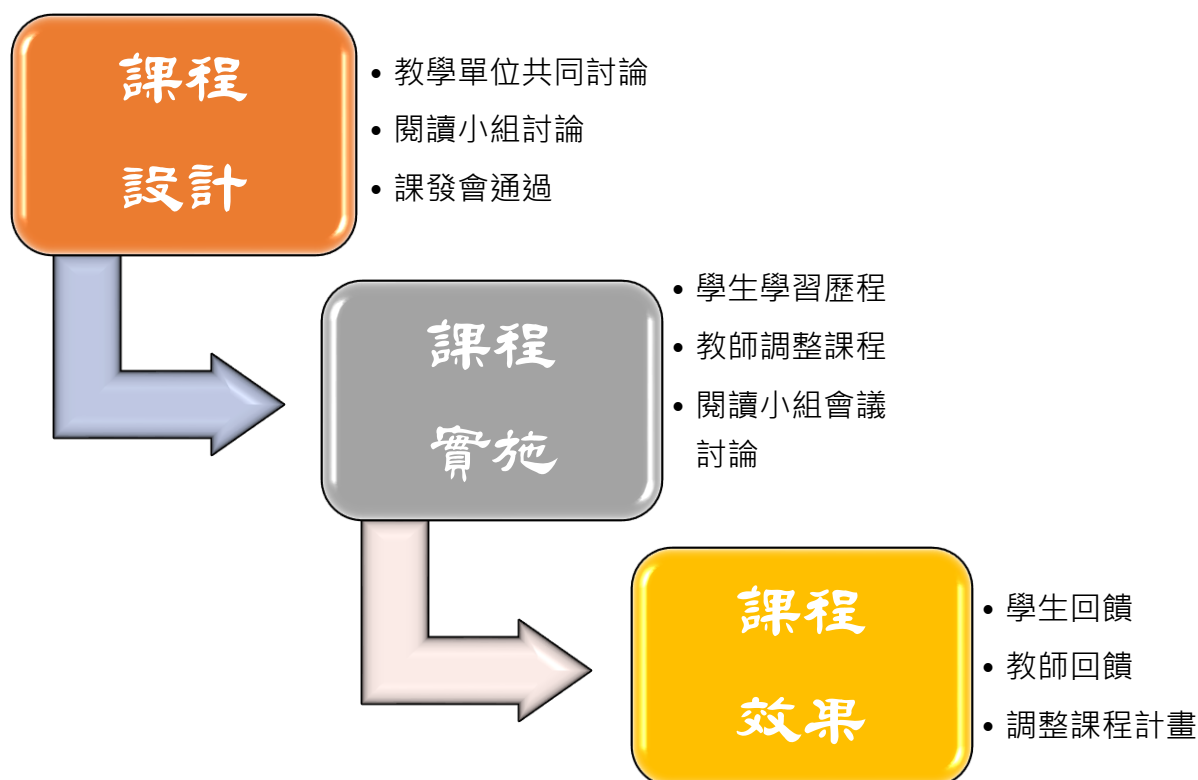 課程
設計
• 教學單位共同討論
• 閱讀小組討論
• 課發會通過
課程
實施
• 學生學習歷程
• 教師調整課程
• 閱讀小組會議
討論
課程
效果
• 學生回饋
• 教師回饋
• 調整課程計畫